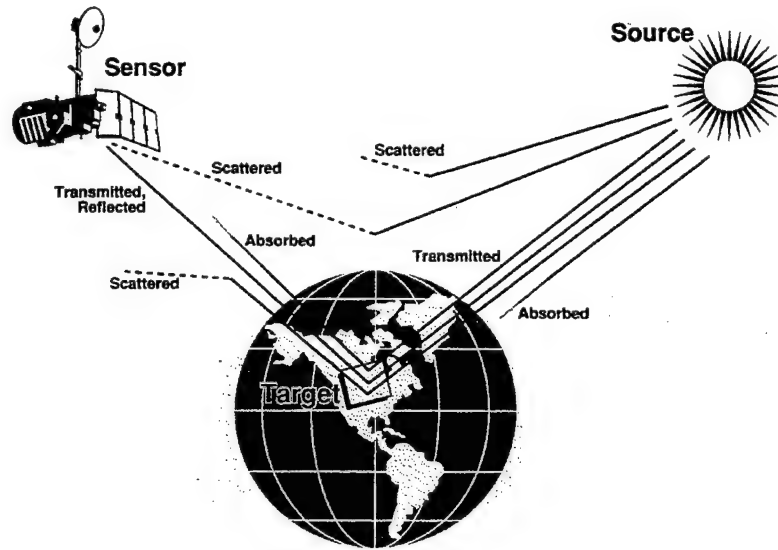 Source
Sensor
Scattered
Scattered
Transmitted,
Reflected
Absorbed
Transmitted
Scattered
Absorbed
Target